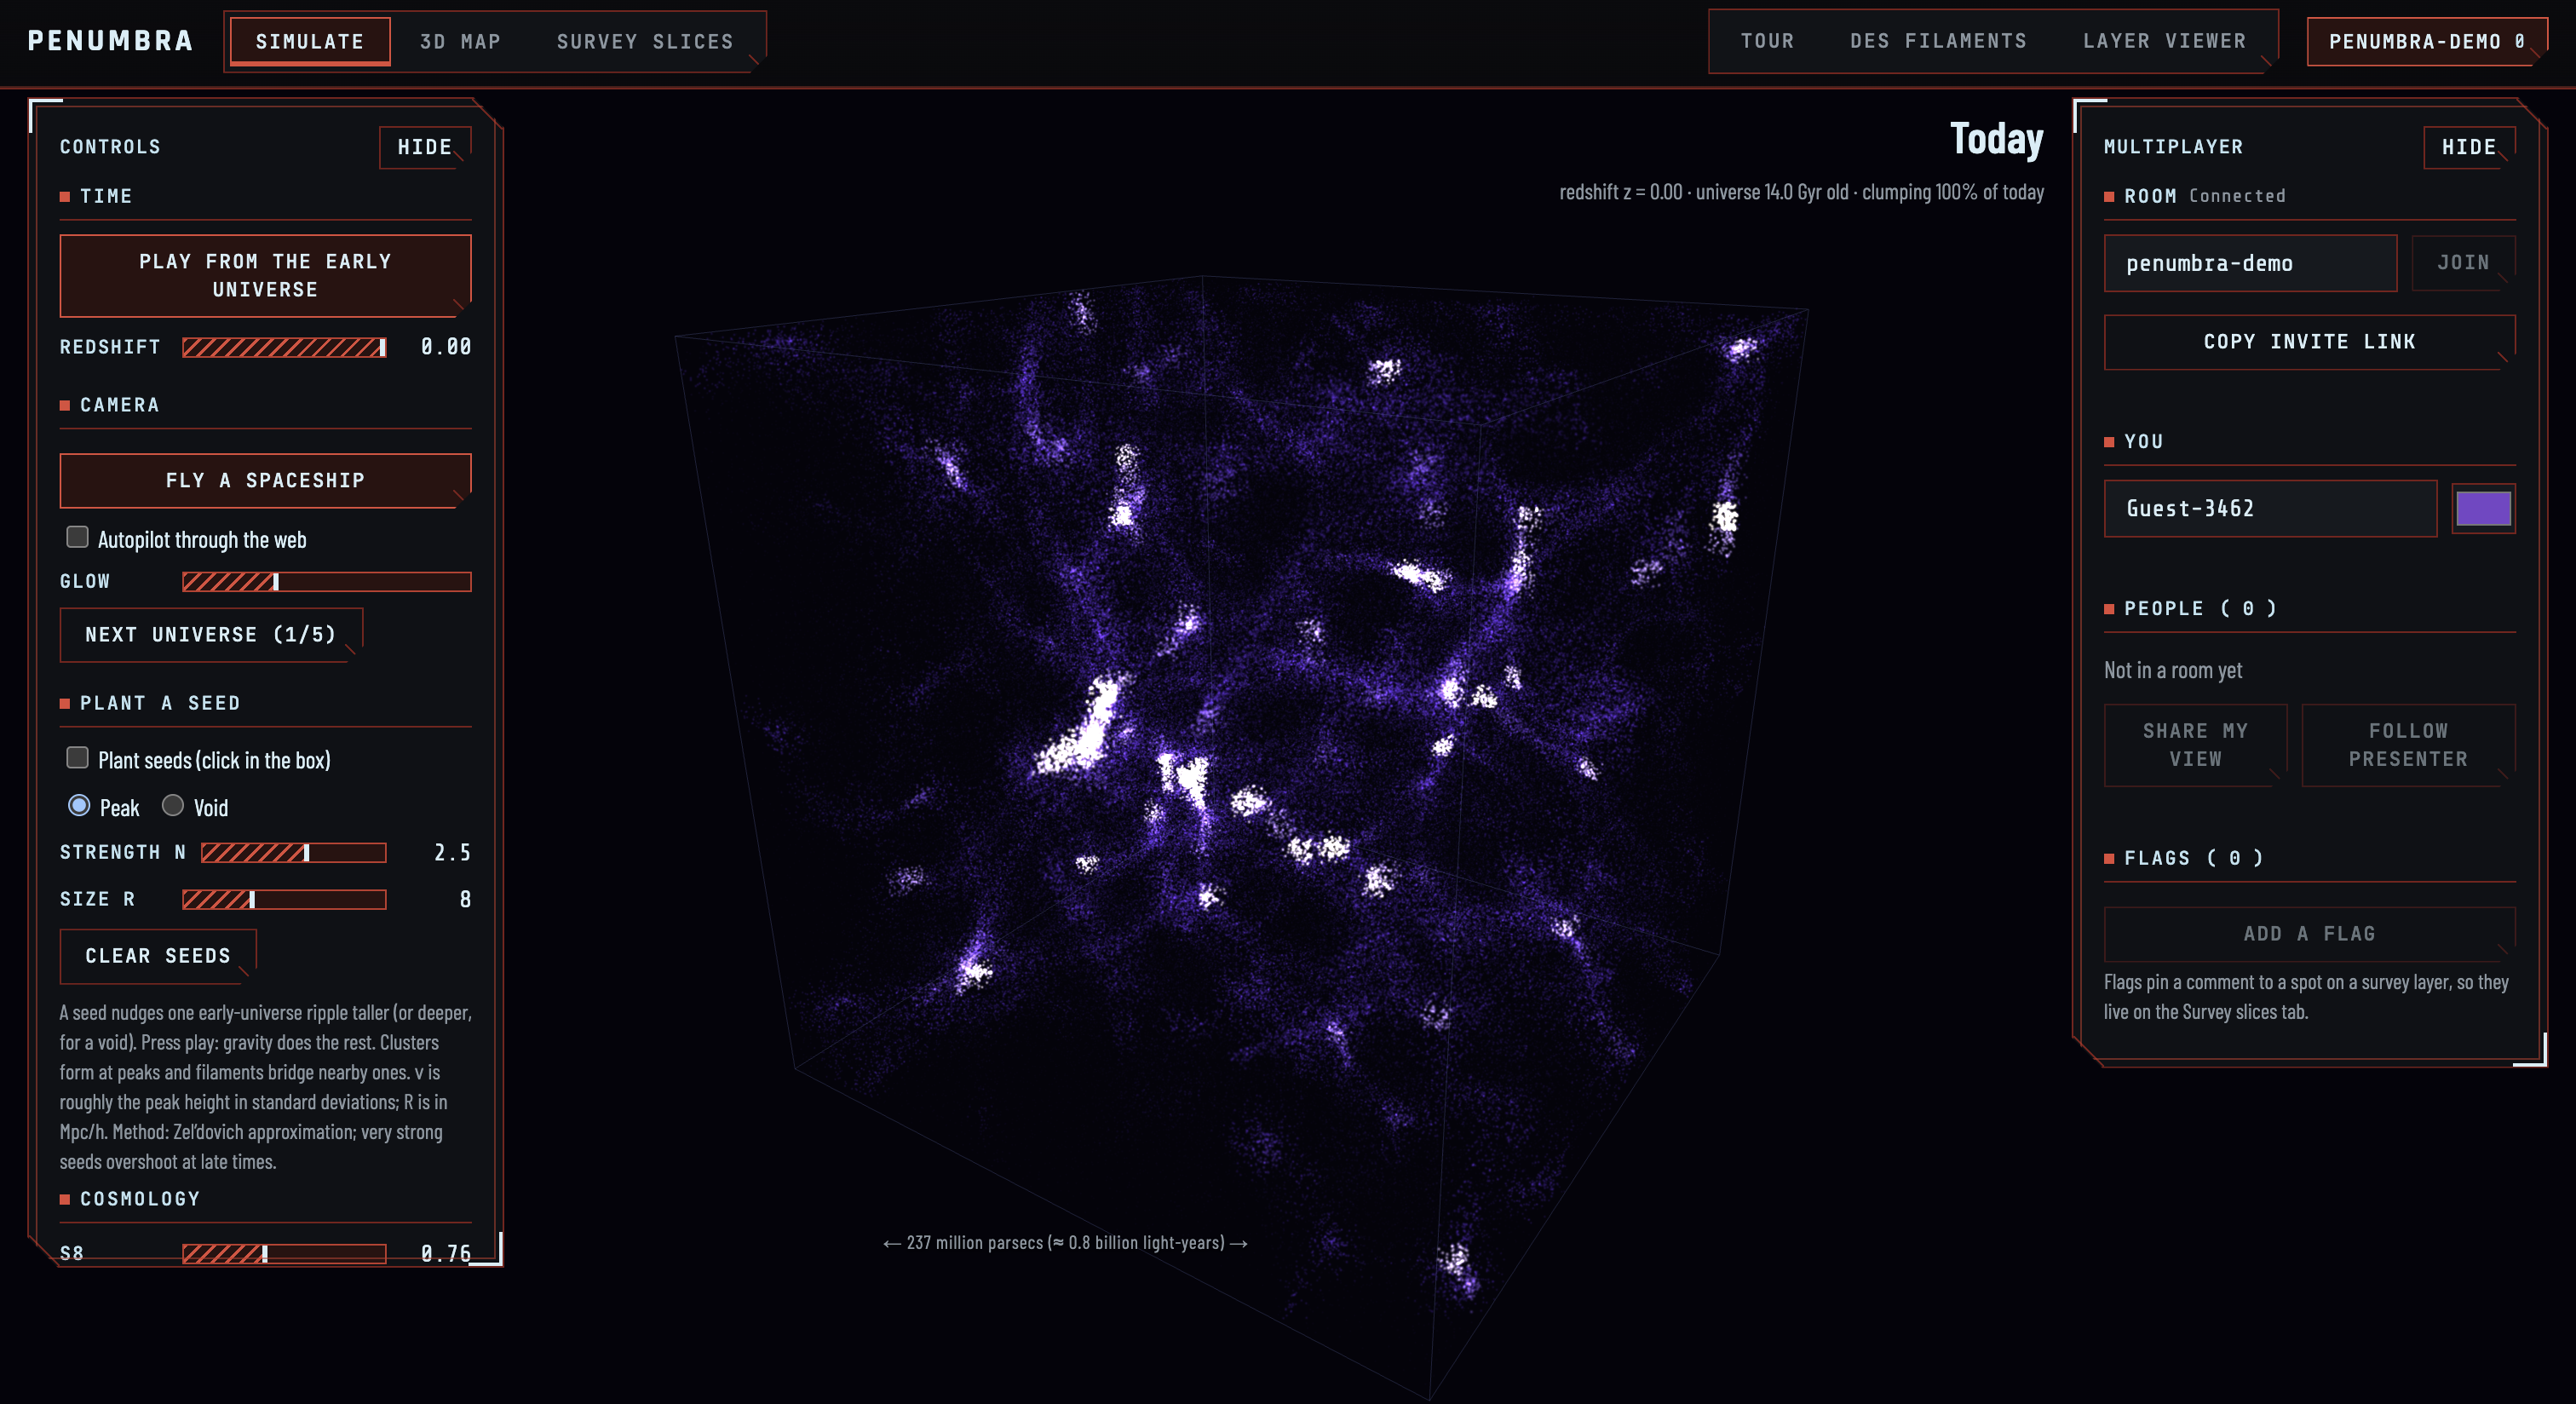 PENUMBRA
SIMULATE
3D MAP
SURVEY SLICES
TOUR
DES FILAMENTS
LAYER VIEWER
PENUMBRA-DEMO 0
CONTROLS
HIDE
TIME
PLAY FROM THE EARLY
UNIVERSE
REDSHIFT 0.00
CAMERA
FLY A SPACESHIP
Autopilot through the web
GLOW
NEXT UNIVERSE (1/5)
PLANT A SEED
Plant seeds (click in the box)
Peak
Void
STRENGTH N 2.5
SIZE R 8
CLEAR SEEDS
A seed nudges one early-universe ripple taller (or deeper,
for a void). Press play: gravity does the rest. Clusters
form at peaks and filaments bridge nearby ones. ν is
roughly the peak height in standard deviations; R is in
Mpc/h. Method: Zel'dovich approximation; very strong
seeds overshoot at late times.
COSMOLOGY
S8 0.76
Today
redshift z = 0.00 · universe 14.0 Gyr old · clumping 100% of today
← 237 million parsecs (≈ 0.8 billion light-years) →
MULTIPLAYER
HIDE
ROOM Connected
penumbra-demo
JOIN
COPY INVITE LINK
YOU
Guest-3462
PEOPLE ( 0 )
Not in a room yet
SHARE MY
VIEW
FOLLOW
PRESENTER
FLAGS ( 0 )
ADD A FLAG
Flags pin a comment to a spot on a survey layer, so they
live on the Survey slices tab.